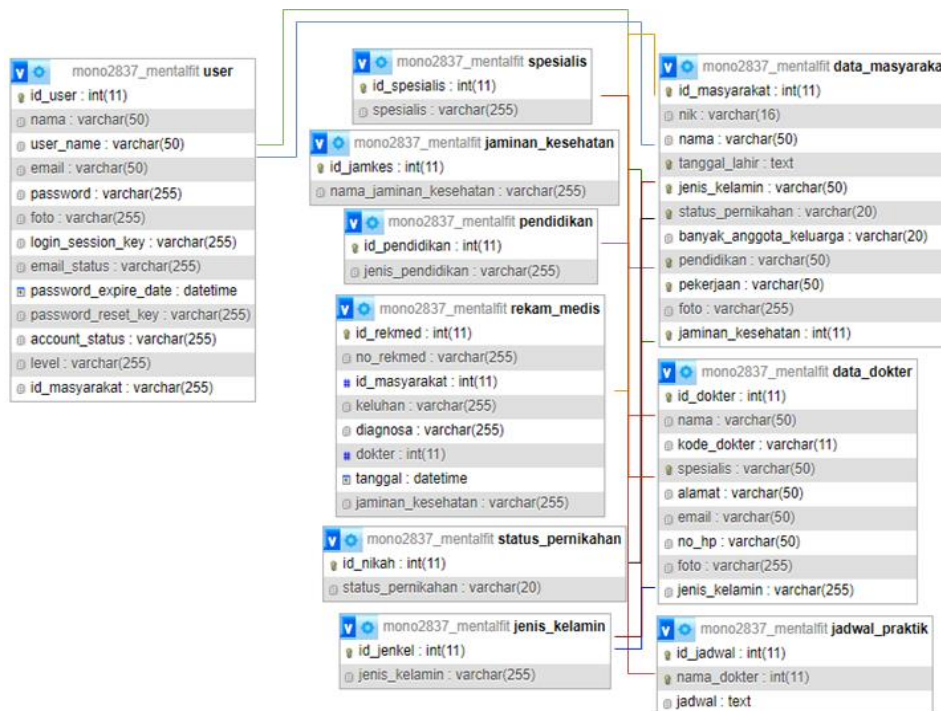 mono2837_mentalfit user
id_user : int(11)
nama : varchar(50)
user_name : varchar(50)
email : varchar(50)
password : varchar(255)
foto : varchar(255)
login_session_key : varchar(255)
email_status : varchar(255)
password_expire_date : datetime
password_reset_key : varchar(255)
account_status : varchar(255)
level : varchar(255)
id_masyarakat : varchar(255)
mono2837_mentalfit spesialis
id_spesialis : int(11)
spesialis : varchar(255)
mono2837_mentalfit jaminan_kesehatan
id_jamkes : int(11)
nama_jaminan_kesehatan : varchar(255)
mono2837_mentalfit pendidikan
id_pendidikan : int(11)
jenis_pendidikan : varchar(255)
mono2837_mentalfit rekam_medis
id_rekmed : int(11)
no_rekmed : varchar(255)
id_masyarakat : int(11)
keluhan : varchar(255)
diagnosa : varchar(255)
dokter : int(11)
tanggal : datetime
jaminan_kesehatan : varchar(255)
mono2837_mentalfit status_pernikahan
id_nikah : int(11)
status_pernikahan : varchar(20)
mono2837_mentalfit jenis_kelamin
id_jenkel : int(11)
jenis_kelamin : varchar(255)
mono2837_mentalfit data_masyaraka
id_masyarakat : int(11)
nik : varchar(16)
nama : varchar(50)
tanggal_lahir : text
jenis_kelamin : varchar(50)
status_pernikahan : varchar(20)
banyak_anggota_keluarga : varchar(20)
pendidikan : varchar(50)
pekerjaan : varchar(50)
foto : varchar(255)
jaminan_kesehatan : int(11)
mono2837_mentalfit data_dokter
id_dokter : int(11)
nama : varchar(50)
kode_dokter : varchar(11)
spesialis : varchar(50)
alamat : varchar(50)
email : varchar(50)
no_hp : varchar(50)
foto : varchar(255)
jenis_kelamin : varchar(255)
mono2837_mentalfit jadwal_praktik
id_jadwal : int(11)
nama_dokter : int(11)
jadwal : text